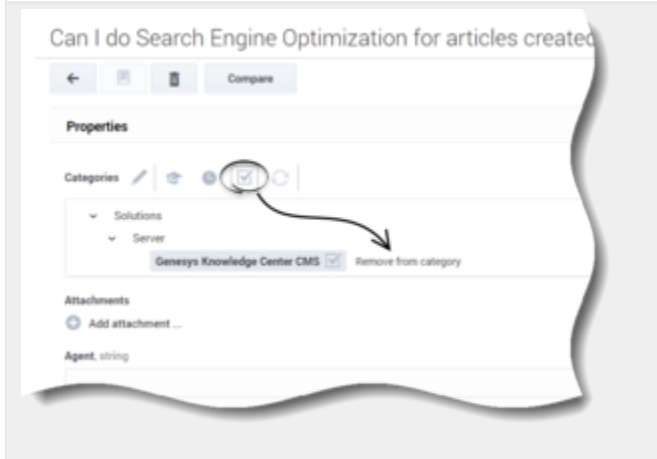 Can I do Search Engine Optimization for articles created
Compare
Properties
Categories
Solutions
Server
Genesys Knowledge Center CMS Remove from category
Attachments
Add attachment ...
Agent, string